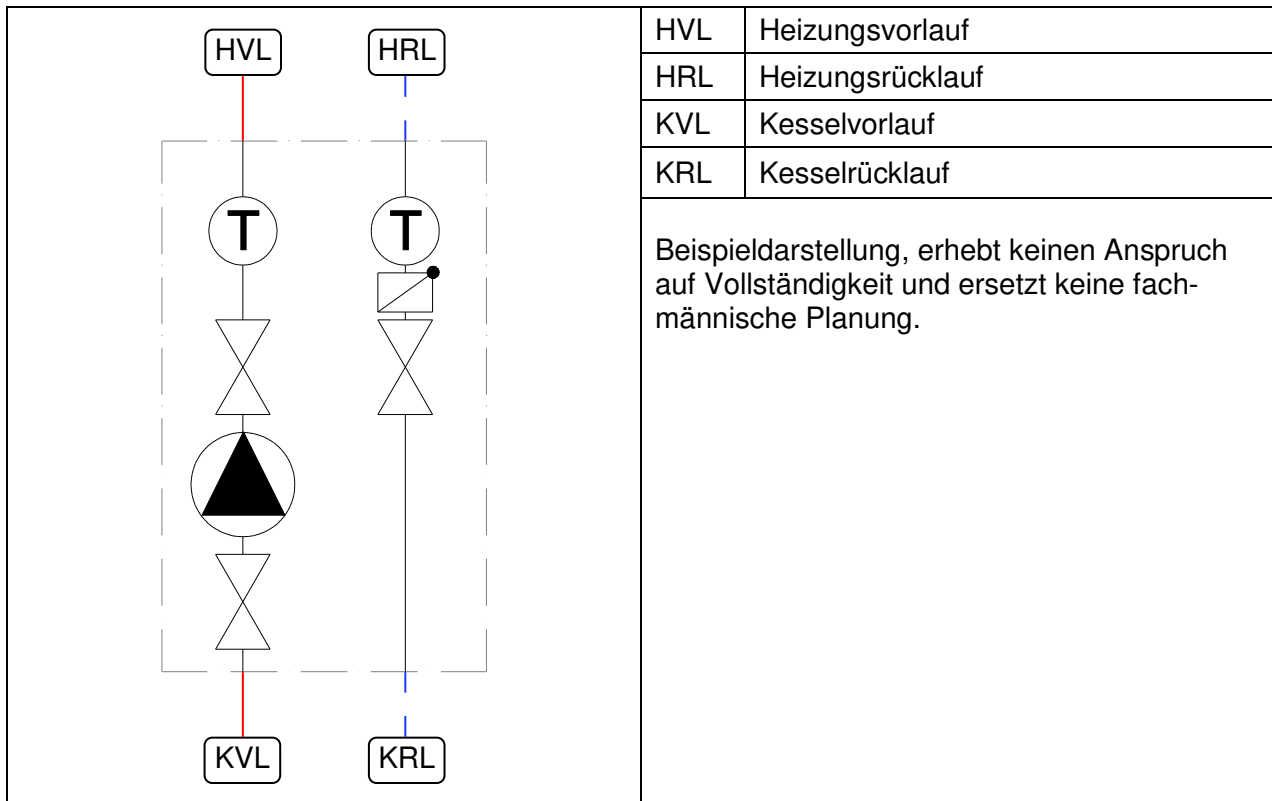 HVL HRL
T T
KVL KRL
HVL Heizungsvorlauf
HRL Heizungsrücklauf
KVL Kesselvorlauf
KRL Kesselrücklauf
Beispieldarstellung, erhebt keinen Anspruch
auf Vollständigkeit und ersetzt keine fach-
männische Planung.